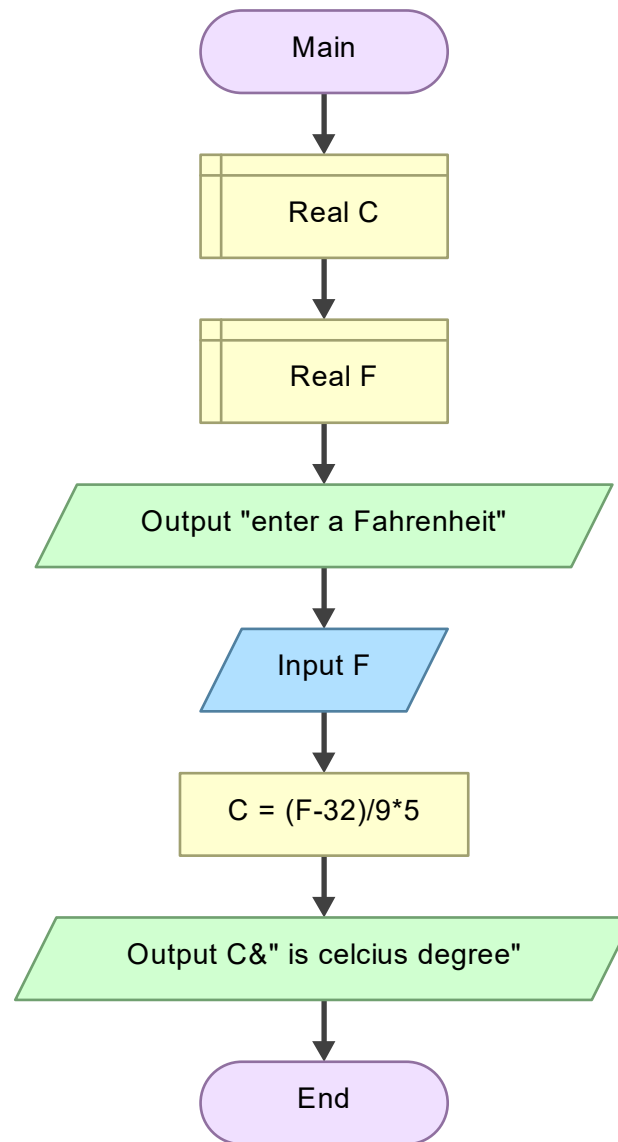 Main
Real C
Real F
Output "enter a Fahrenheit"
Input F
C = (F-32)/9*5
Output C&" is celcius degree"
End